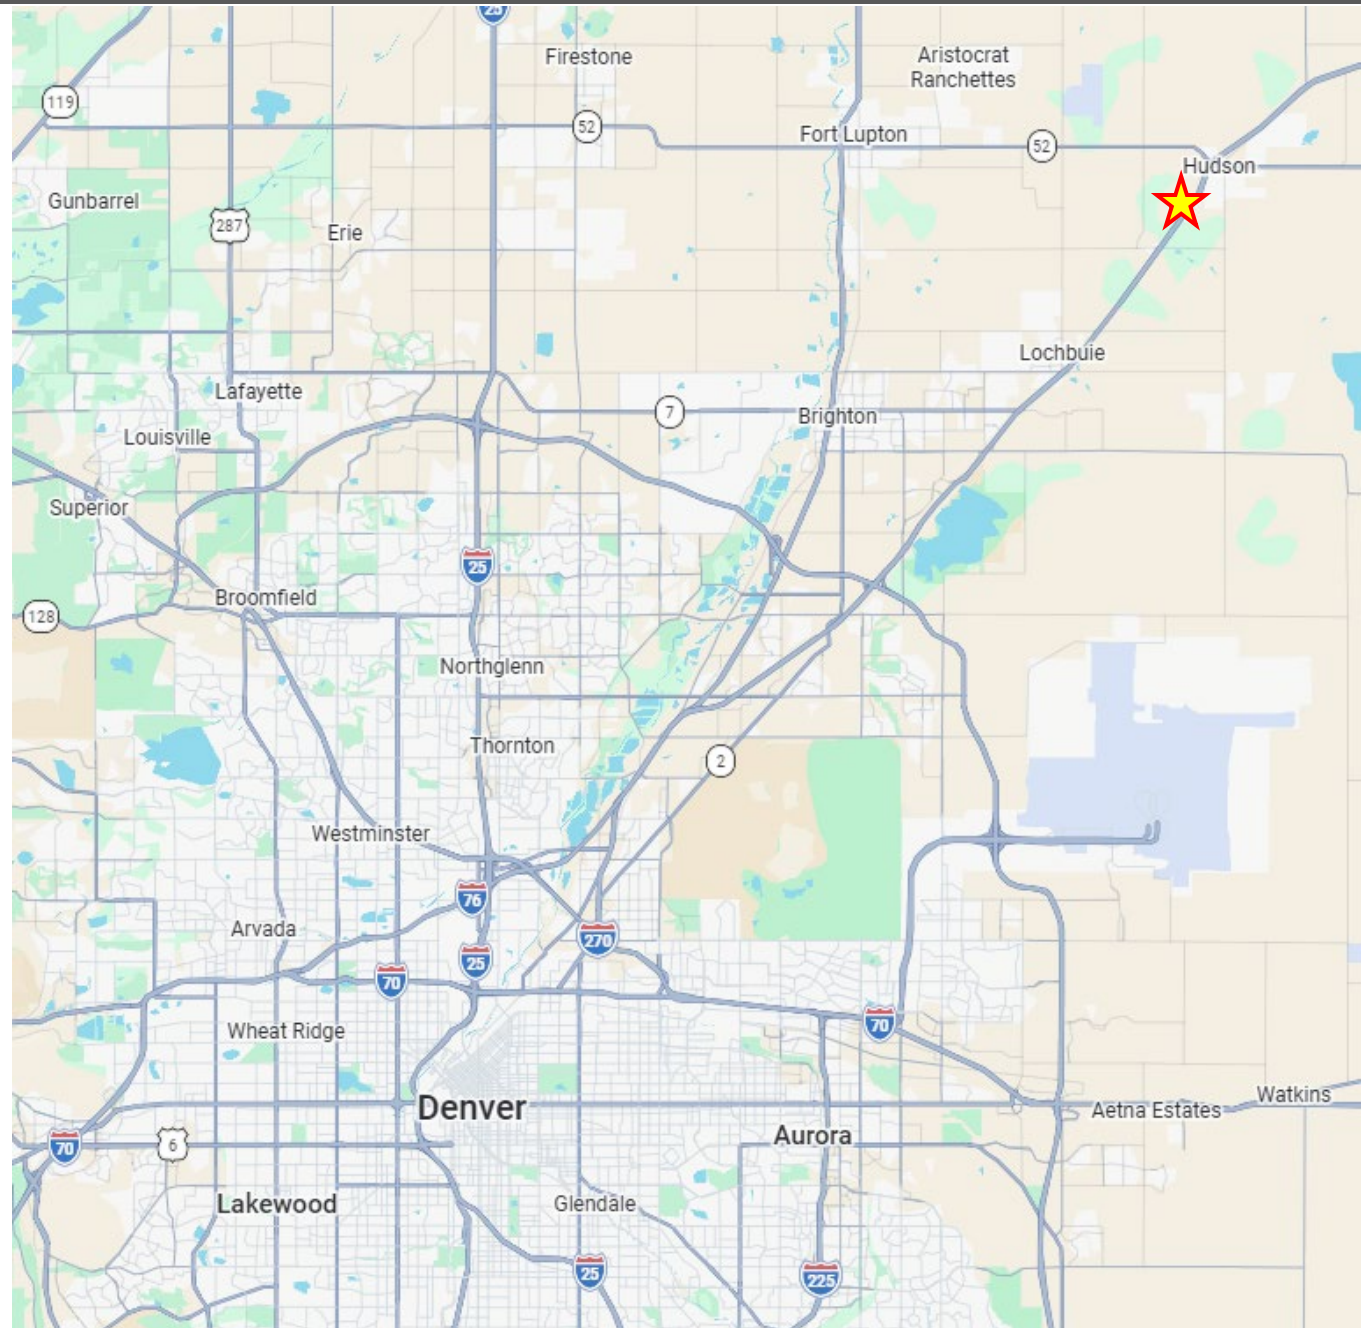 25
Firestone
Aristocrat
Ranchettes
119
52
Fort Lupton
52
Hudson
Gunbarrel
287
Erie
Lochbuie
Lafayette
7
Brighton
Louisville
Superior
25
Broomfield
128
Northglenn
Thornton
2
Westminster
76
Arvada
270
25
70
Wheat Ridge
70
Denver
Watkins
Aetna Estates
Aurora
70
6
Lakewood
Glendale
25
225